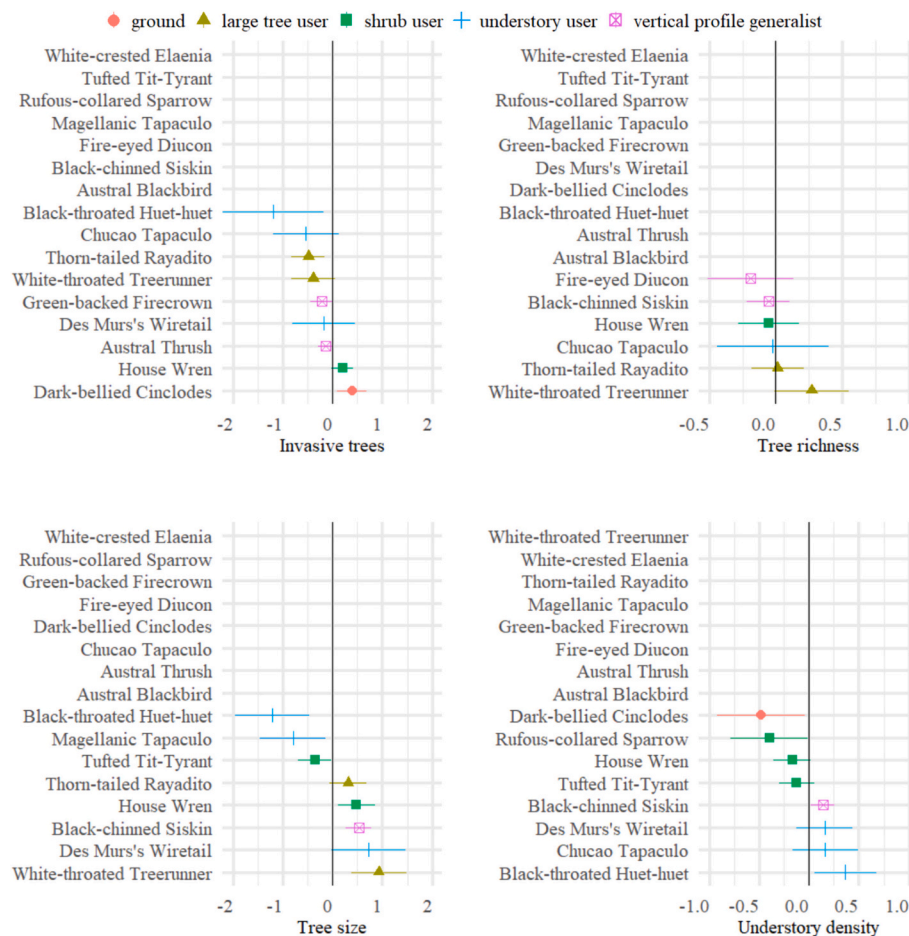 ground large tree user shrub user understory user vertical profile generalist
White-crested Elaenia
Tufted Tit-Tyrant
Rufous-collared Sparrow
Magellanic Tapaculo
Fire-eyed Diucon
Black-chinned Siskin
Austral Blackbird
Black-throated Huet-huet
Chucao Tapaculo
Thorn-tailed Rayadito
White-throated Treerunner
Green-backed Firecrown
Des Murs's Wiretail
Austral Thrush
House Wren
Dark-bellied Cinclodes
-2 -1 0 1 2
Invasive trees
White-crested Elaenia
Tufted Tit-Tyrant
Rufous-collared Sparrow
Magellanic Tapaculo
Green-backed Firecrown
Des Murs's Wiretail
Dark-bellied Cinclodes
Black-throated Huet-huet
Austral Thrush
Austral Blackbird
Fire-eyed Diucon
Black-chinned Siskin
House Wren
Chucao Tapaculo
Thorn-tailed Rayadito
White-throated Treerunner
-0.5 0.0 0.5 1.0
Tree richness
White-crested Elaenia
Rufous-collared Sparrow
Green-backed Firecrown
Fire-eyed Diucon
Dark-bellied Cinclodes
Chucao Tapaculo
Austral Thrush
Austral Blackbird
Black-throated Huet-huet
Magellanic Tapaculo
Tufted Tit-Tyrant
Thorn-tailed Rayadito
House Wren
Black-chinned Siskin
Des Murs's Wiretail
White-throated Treerunner
-2 -1 0 1 2
Tree size
White-throated Treerunner
White-crested Elaenia
Thorn-tailed Rayadito
Magellanic Tapaculo
Green-backed Firecrown
Fire-eyed Diucon
Austral Thrush
Austral Blackbird
Dark-bellied Cinclodes
Rufous-collared Sparrow
House Wren
Tufted Tit-Tyrant
Black-chinned Siskin
Des Murs's Wiretail
Chucao Tapaculo
Black-throated Huet-huet
-1.0 -0.5 0.0 0.5 1.0
Understory density